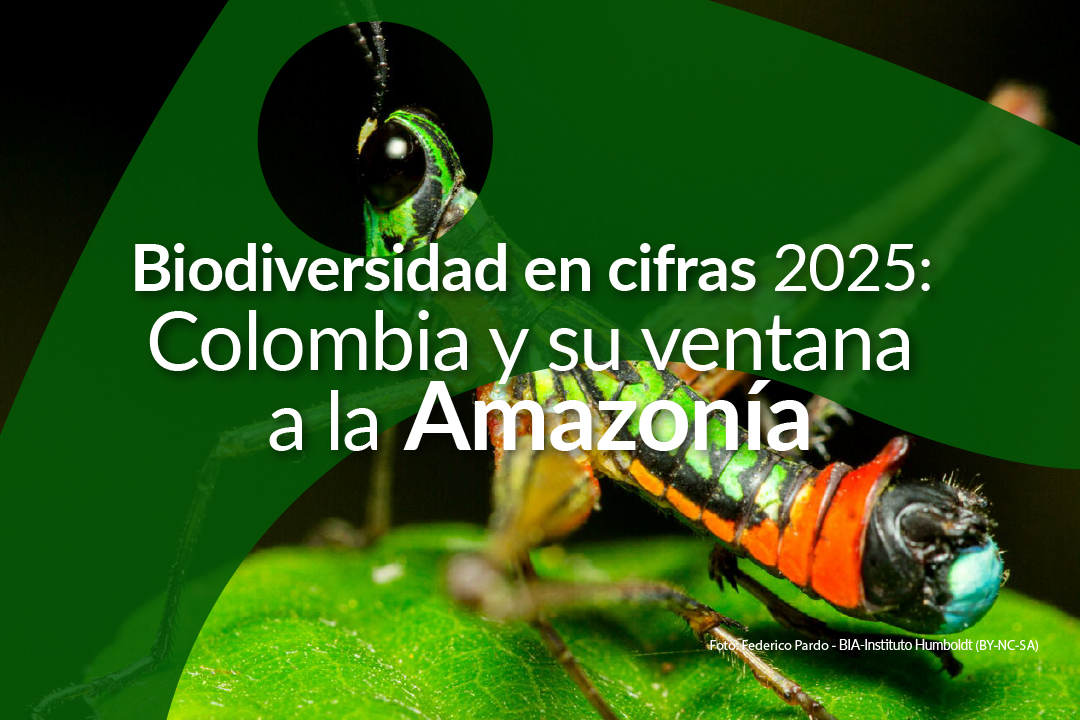 Biodiversidad en cifras 2025:
Colombia y su ventana
a la Amazonía
Foto: Federico Pardo - BIA-Instituto Humboldt (BY-NC-SA)